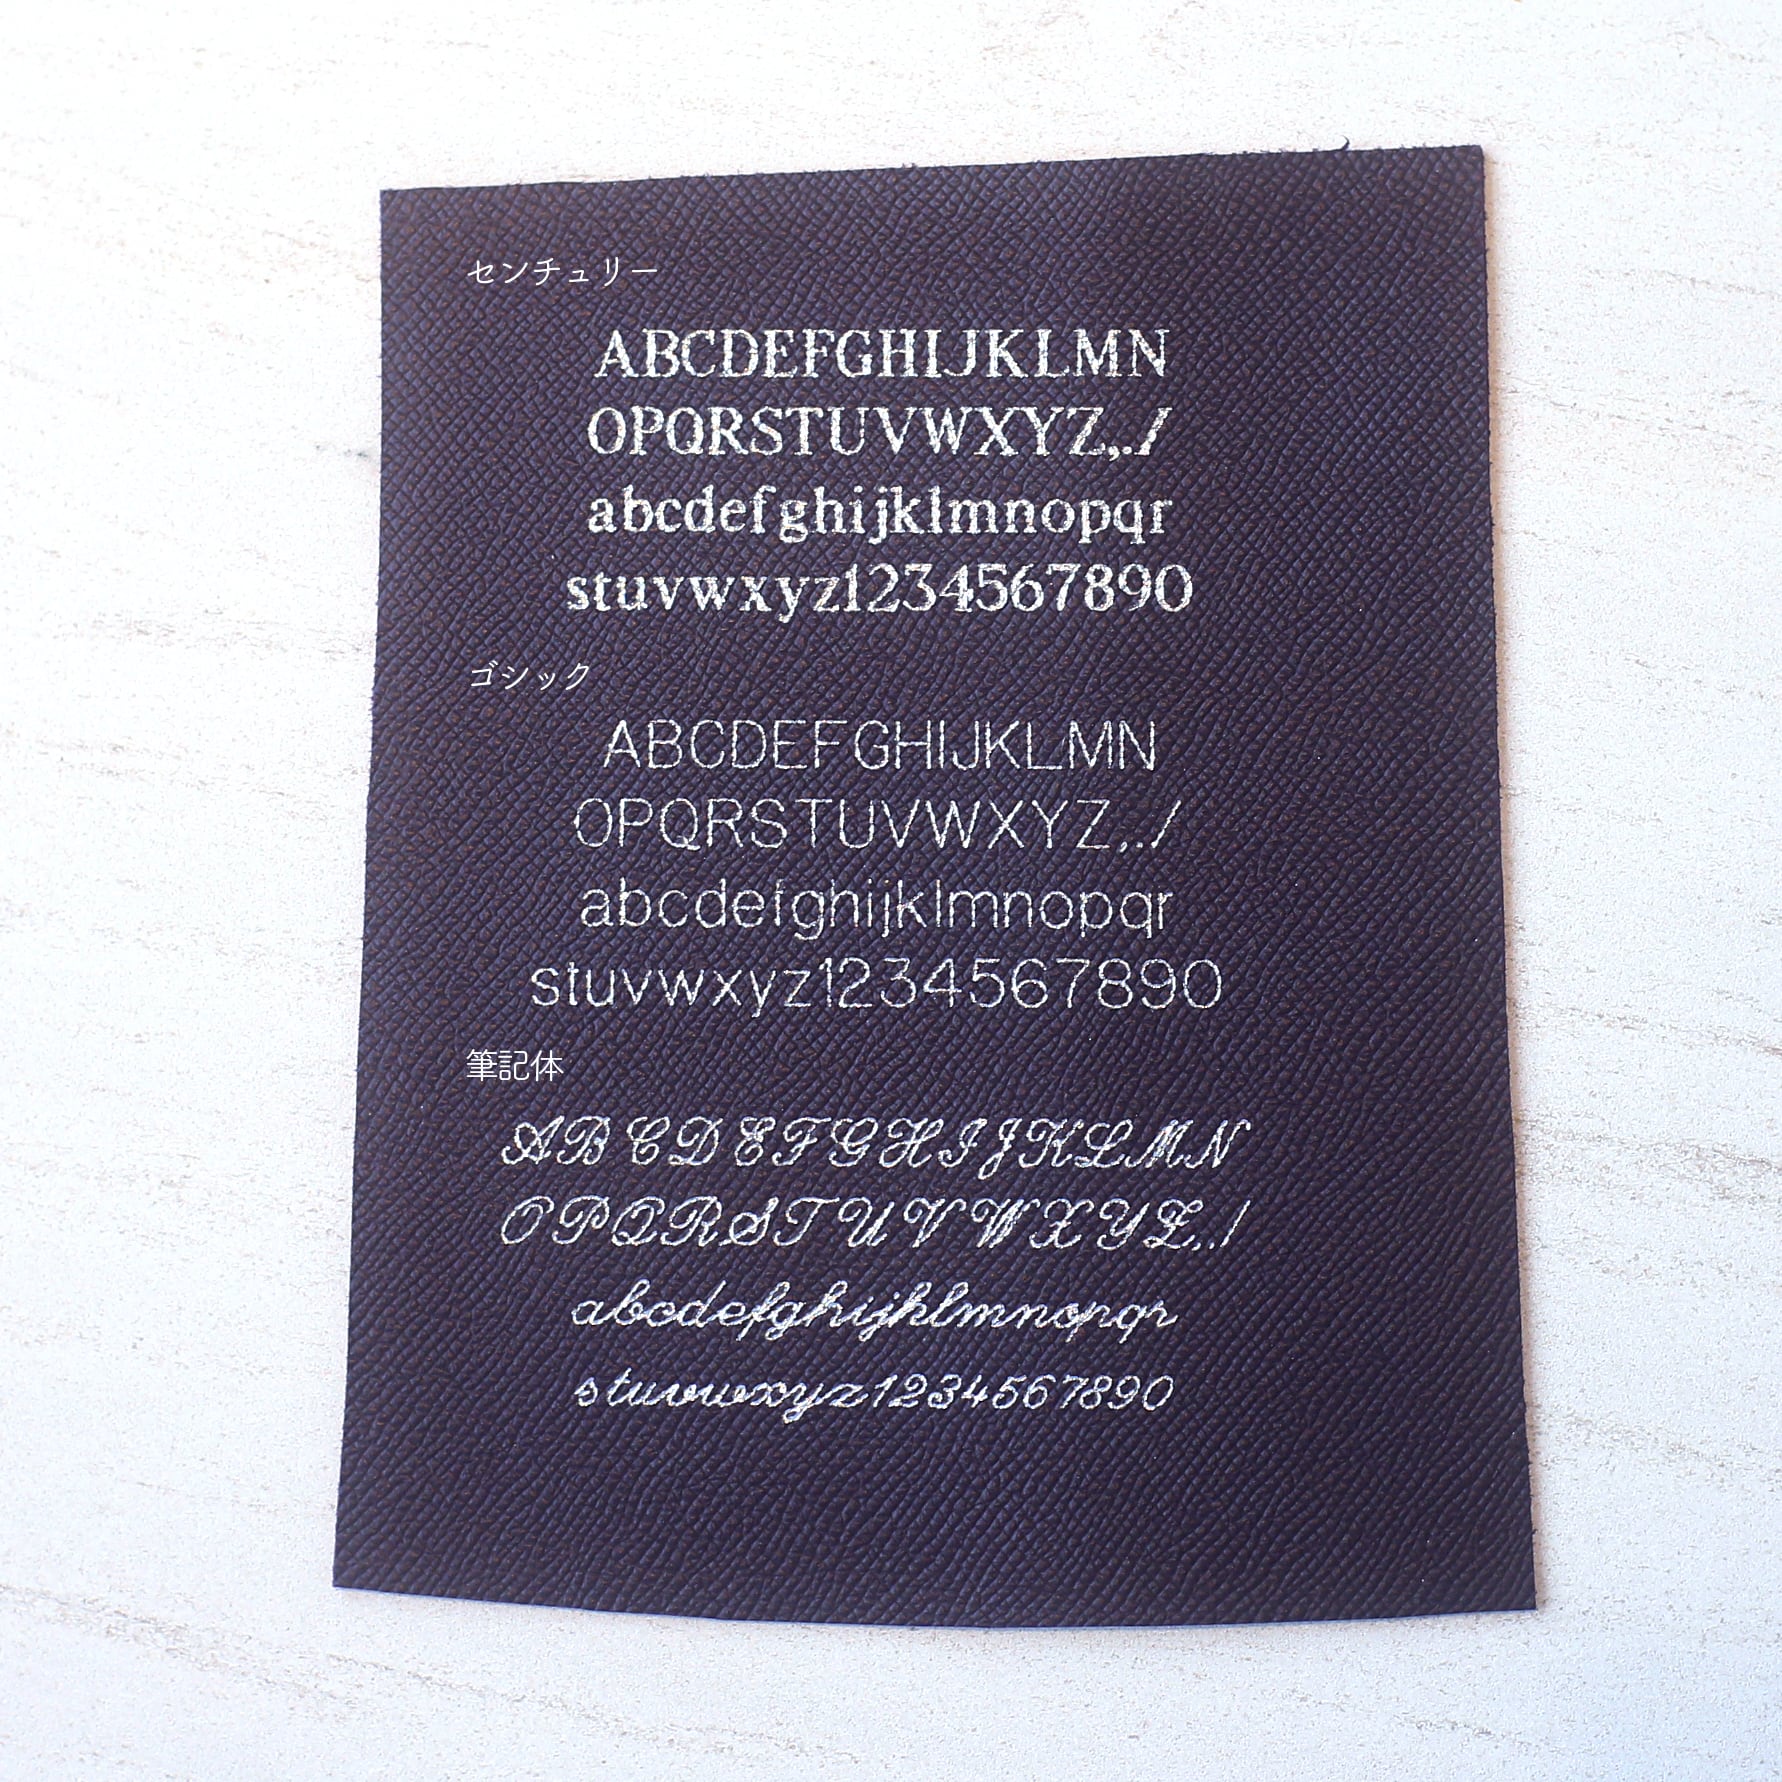 センチュリー
ABCDEFGHIJKLMN
OPQRSTUVWXYZ,./
abcdefghijklmnopqr
stuvwxyz1234567890
ゴシック
ABCDEFGHIJKLMN
OPQRSTUVWXYZ,./
abcdefghijklmnopqr
stuvwxyz1234567890
筆記体
ABCDEFGHIJKLMN
OPQRSTUVWXYZ,./
abcdefghijklmnopqr
stuvwxyz1234567890